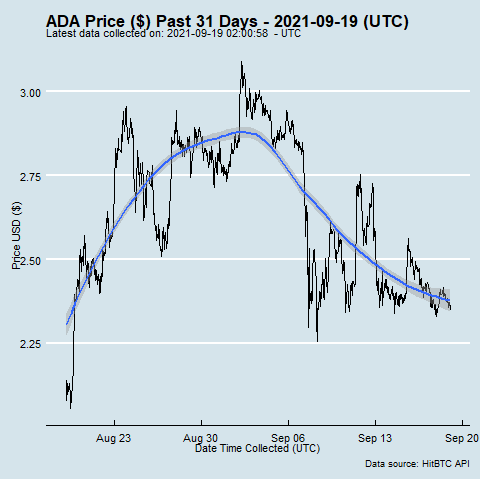 ADA Price ($) Past 31 Days - 2021-09-19 (UTC)
Latest data collected on: 2021-09-19 02:00:58 - UTC
3.00
2.75
2.50
2.25
Price USD ($)
Aug 23
Aug 30
Sep 06
Sep 13
Sep 20
Date Time Collected (UTC)
Data source: HitBTC API